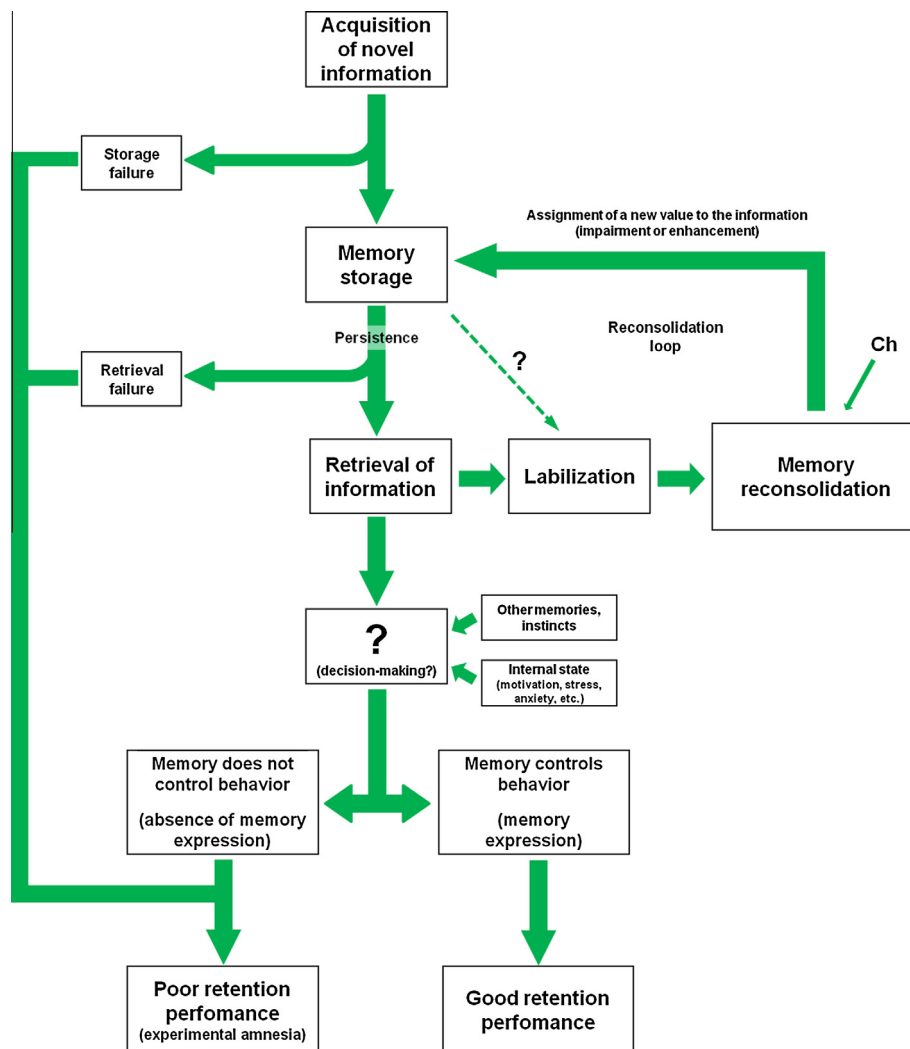 Acquisition
of novel
information
Storage
failure
Assignment of a new value to the information
(impairment or enhancement)
Memory
storage
Persistence
Reconsolidation
loop
?
Ch
Retrieval
failure
Retrieval of
information
Labilization
Memory
reconsolidation
?
(decision-making?)
Other memories,
instincts
Internal state
(motivation, stress,
anxiety, etc.)
Memory does not
control behavior
(absence of memory
expression)
Memory controls
behavior
(memory
expression)
Poor retention
perfomance
(experimental amnesia)
Good retention
perfomance